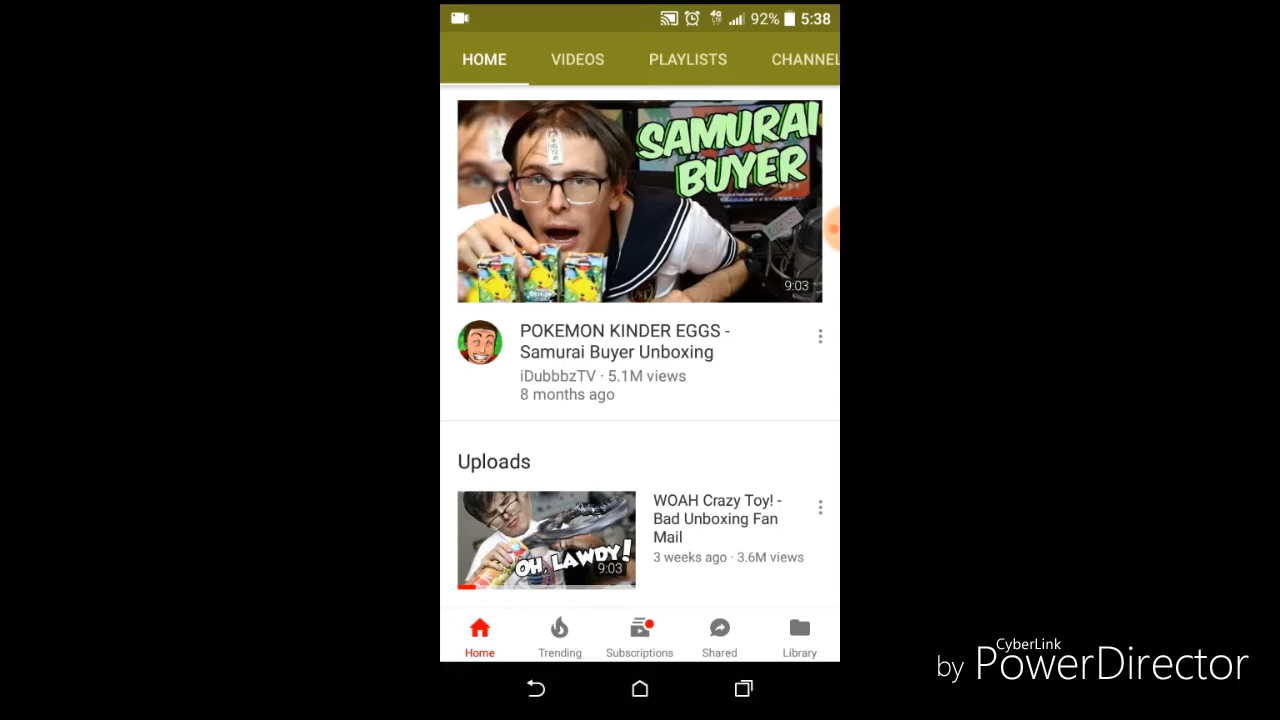 92% 5:38
HOME VIDEOS PLAYLISTS CHANNEL
SAMURAI
BUYER
9:03
POKEMON KINDER EGGS -
Samurai Buyer Unboxing
iDubbbzTV · 5.1M views
8 months ago
Uploads
WOAH Crazy Toy! -
Bad Unboxing Fan
Mail
3 weeks ago · 3.6M views
OH, LAWDY!
9:03
Home Trending Subscriptions Shared Library
CyberLink
by PowerDirector